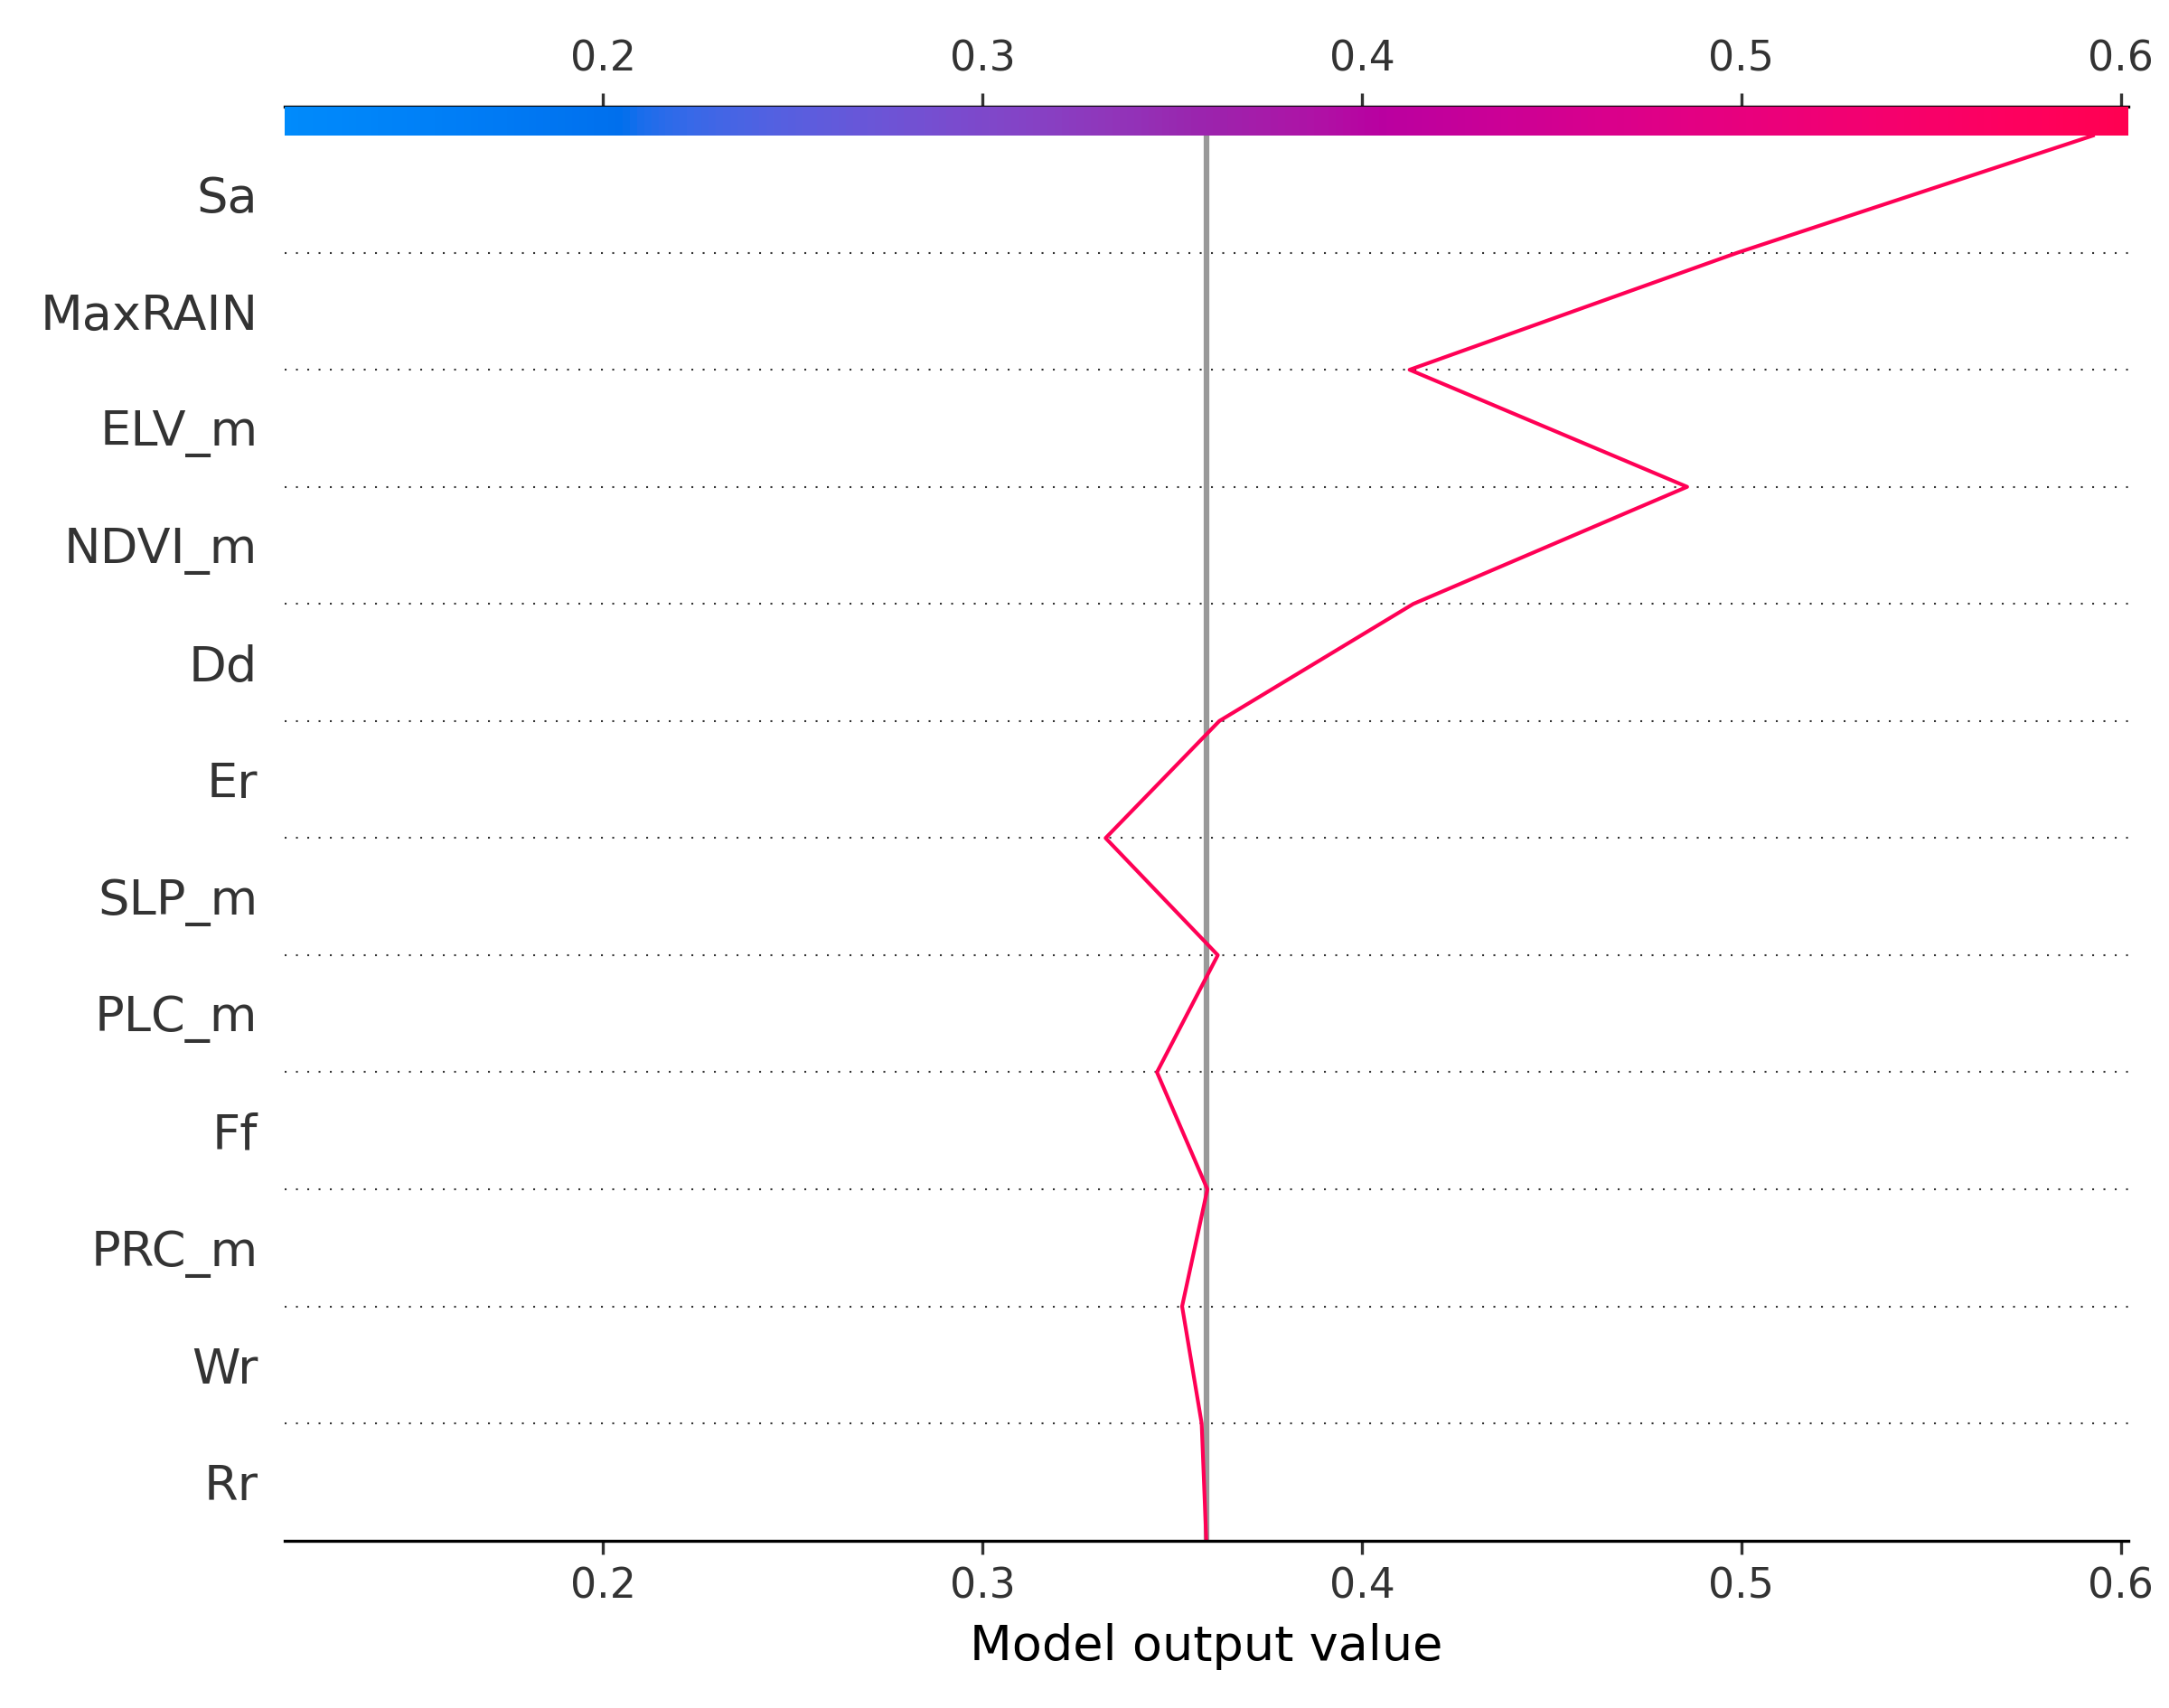 0.2 0.3 0.4 0.5 0.6
Sa
MaxRAIN
ELV_m
NDVI_m
Dd
Er
SLP_m
PLC_m
Ff
PRC_m
Wr
Rr
0.2 0.3 0.4 0.5 0.6
Model output value